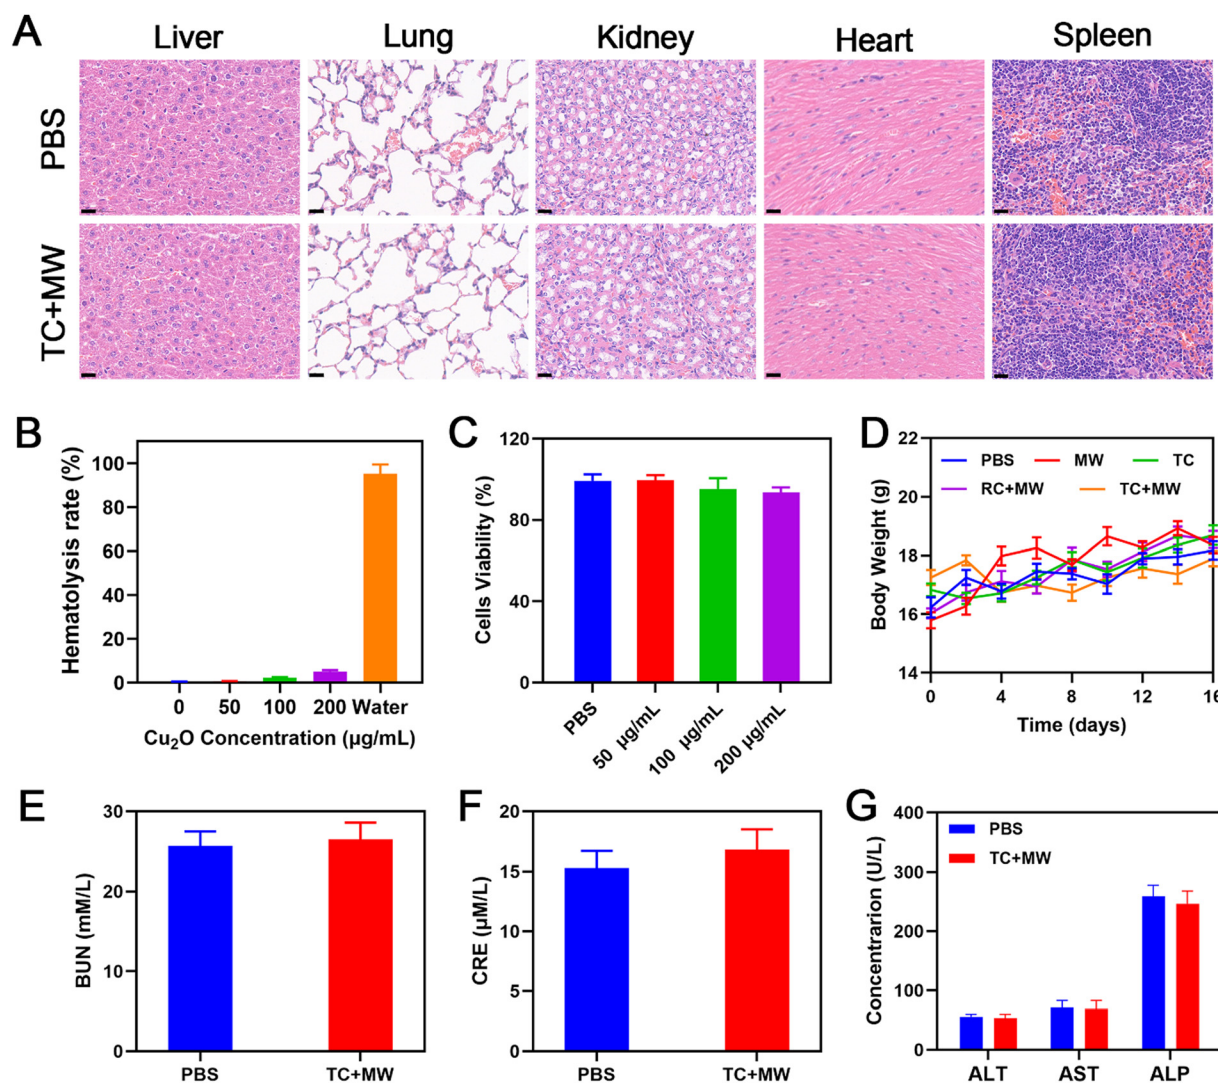 A
Liver Lung Kidney Heart Spleen
PBS
TC+MW
B
Hematolysis rate (%)
100
80
60
40
20
0
0 50 100 200 Water
Cu₂O Concentration (μg/mL)
C
Cells Viability (%)
120
80
40
0
PBS
50 μg/mL
100 μg/mL
200 μg/mL
D
Body Weight (g)
22
20
18
16
14
PBS MW TC
RC+MW TC+MW
0 4 8 12 16
Time (days)
E
BUN (mM/L)
30
20
10
0
PBS TC+MW
F
CRE (μM/L)
20
15
10
5
0
PBS TC+MW
G
Concentrarion (U/L)
400
300
200
100
0
PBS
TC+MW
ALT AST ALP